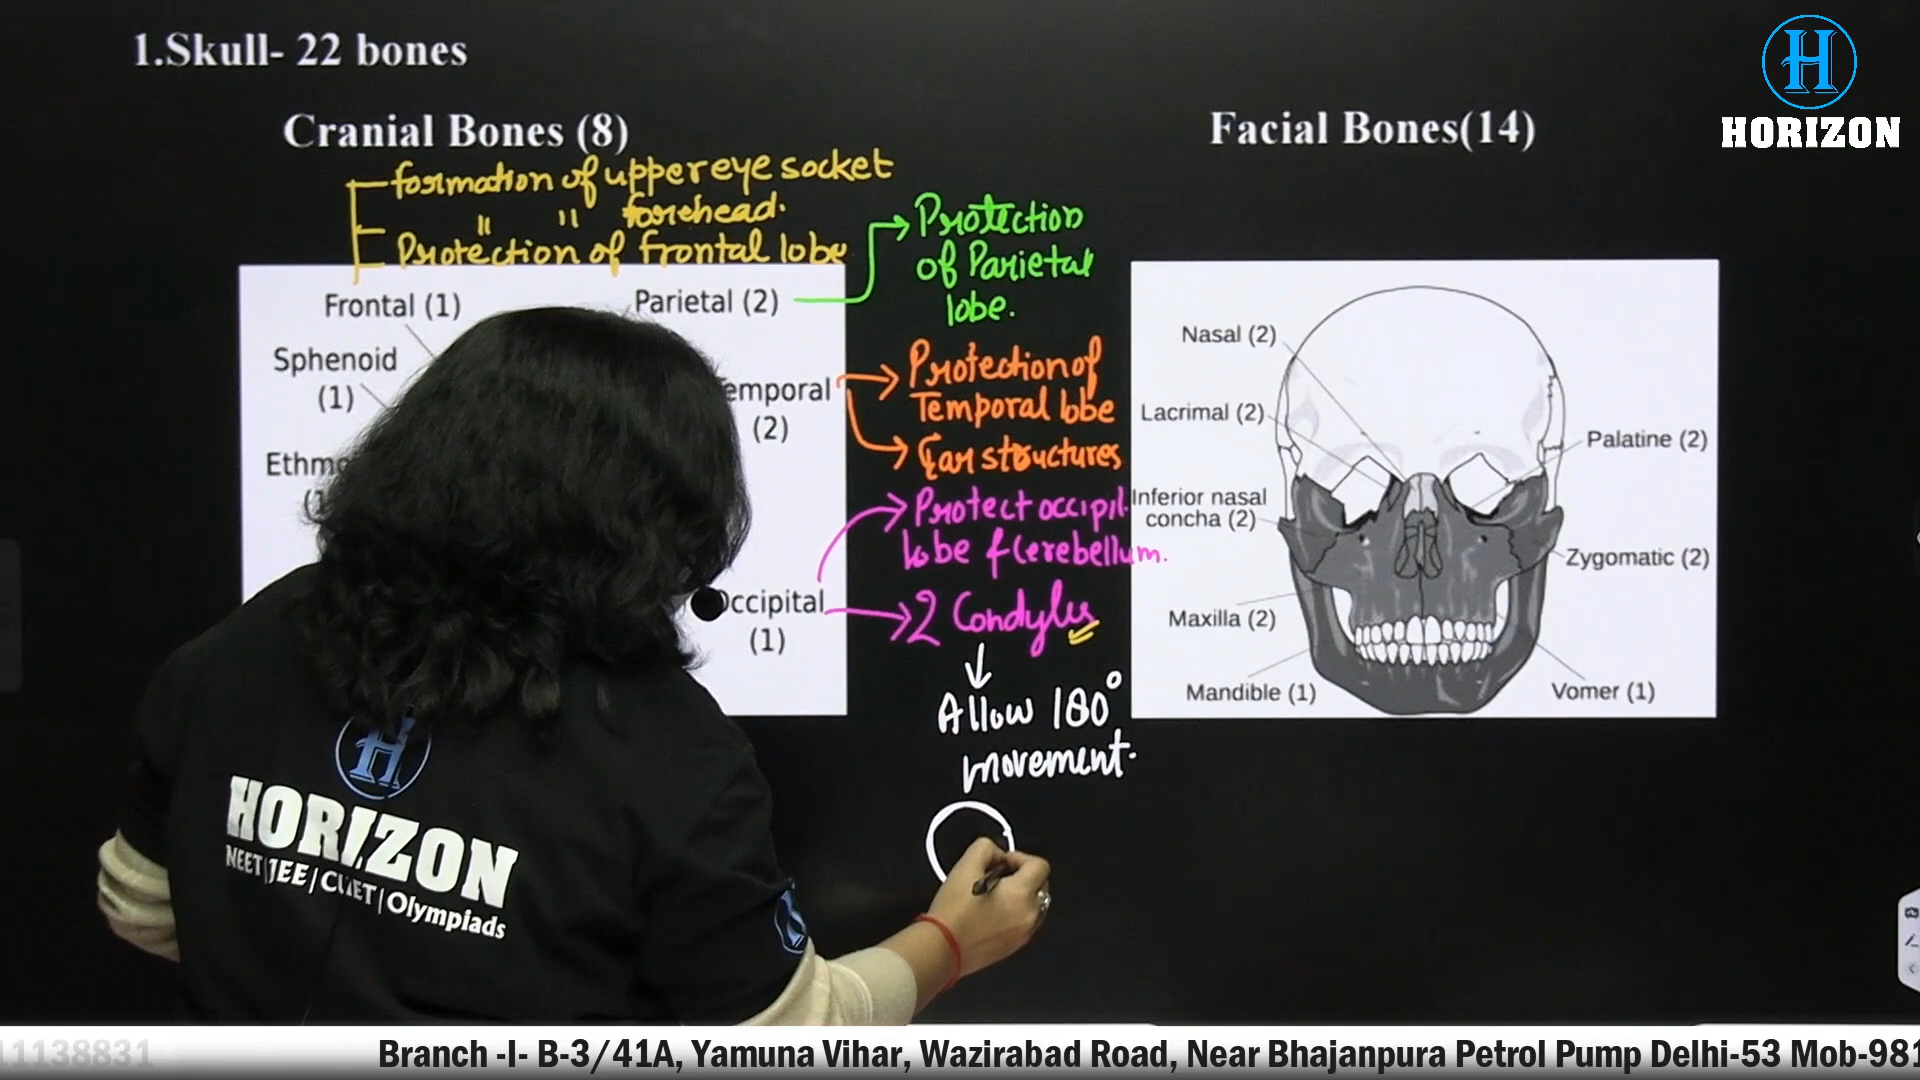 1.Skull- 22 bones
Cranial Bones (8)
formation of upper eye socket
" " forehead.
Protection of frontal lobe
Frontal (1)
Parietal (2)
Sphenoid
(1)
emporal
(2)
Ethm
ccipital
(1)
Protection
of Parietal
lobe.
Protection of
Temporal lobe
Ear structures
Protect occipil.
lobe & Cerebellum.
2 Condyles
Allow 180°
movement.
Facial Bones(14)
Nasal (2)
Lacrimal (2)
Palatine (2)
Inferior nasal
concha (2)
Zygomatic (2)
Maxilla (2)
Mandible (1)
Vomer (1)
H
HORIZON
H
HORIZON
NEET|JEE| |Olympiads
11138831
Branch -I- B-3/41A, Yamuna Vihar, Wazirabad Road, Near Bhajanpura Petrol Pump Delhi-53 Mob-981